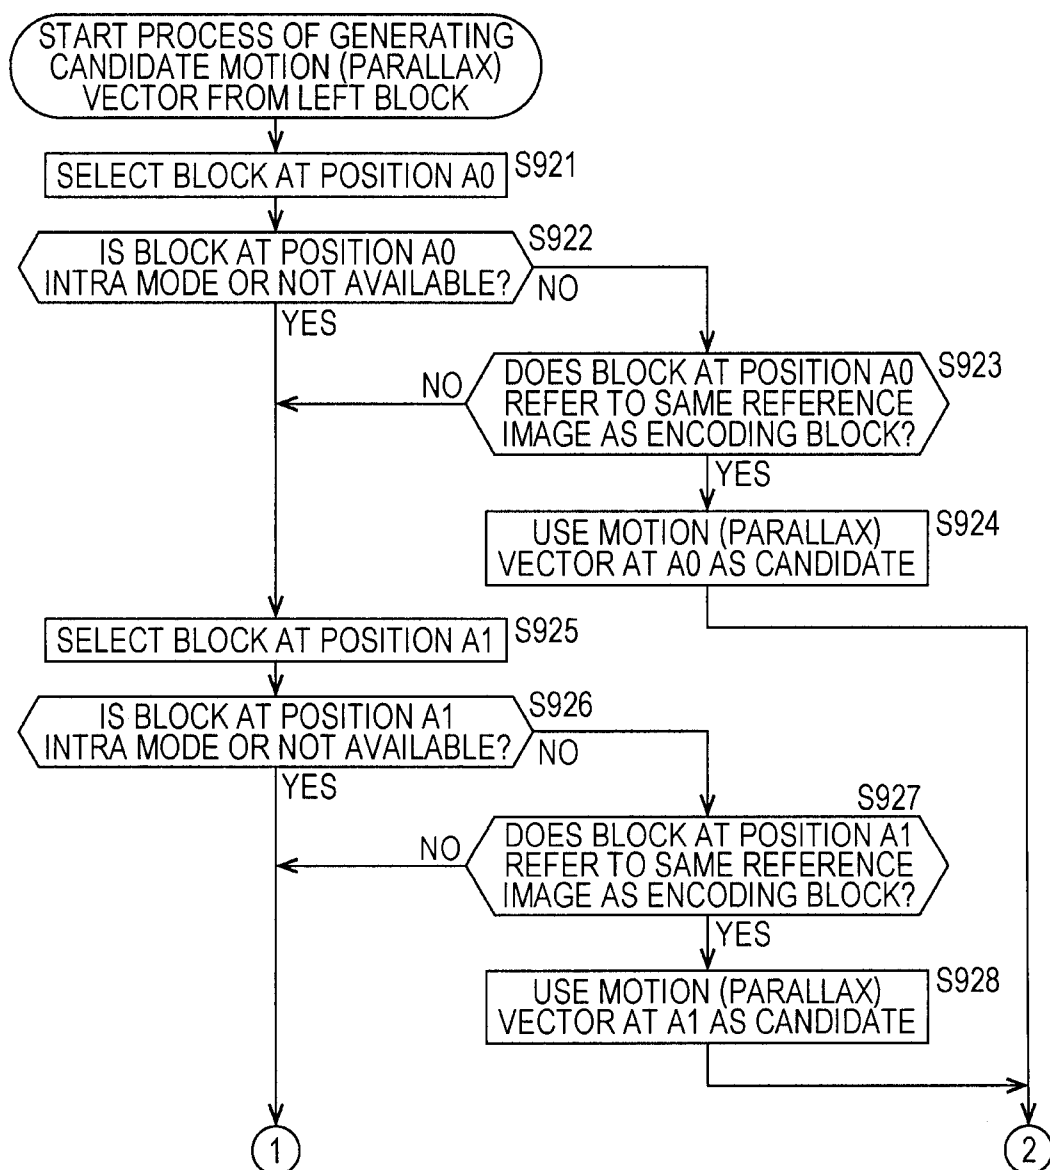 START PROCESS OF GENERATING
CANDIDATE MOTION (PARALLAX)
VECTOR FROM LEFT BLOCK
SELECT BLOCK AT POSITION A0
S921
IS BLOCK AT POSITION A0
INTRA MODE OR NOT AVAILABLE?
S922
NO
YES
DOES BLOCK AT POSITION A0
REFER TO SAME REFERENCE
IMAGE AS ENCODING BLOCK?
S923
NO
YES
USE MOTION (PARALLAX)
VECTOR AT A0 AS CANDIDATE
S924
SELECT BLOCK AT POSITION A1
S925
IS BLOCK AT POSITION A1
INTRA MODE OR NOT AVAILABLE?
S926
NO
YES
S927
DOES BLOCK AT POSITION A1
REFER TO SAME REFERENCE
IMAGE AS ENCODING BLOCK?
NO
YES
USE MOTION (PARALLAX)
VECTOR AT A1 AS CANDIDATE
S928
1
2